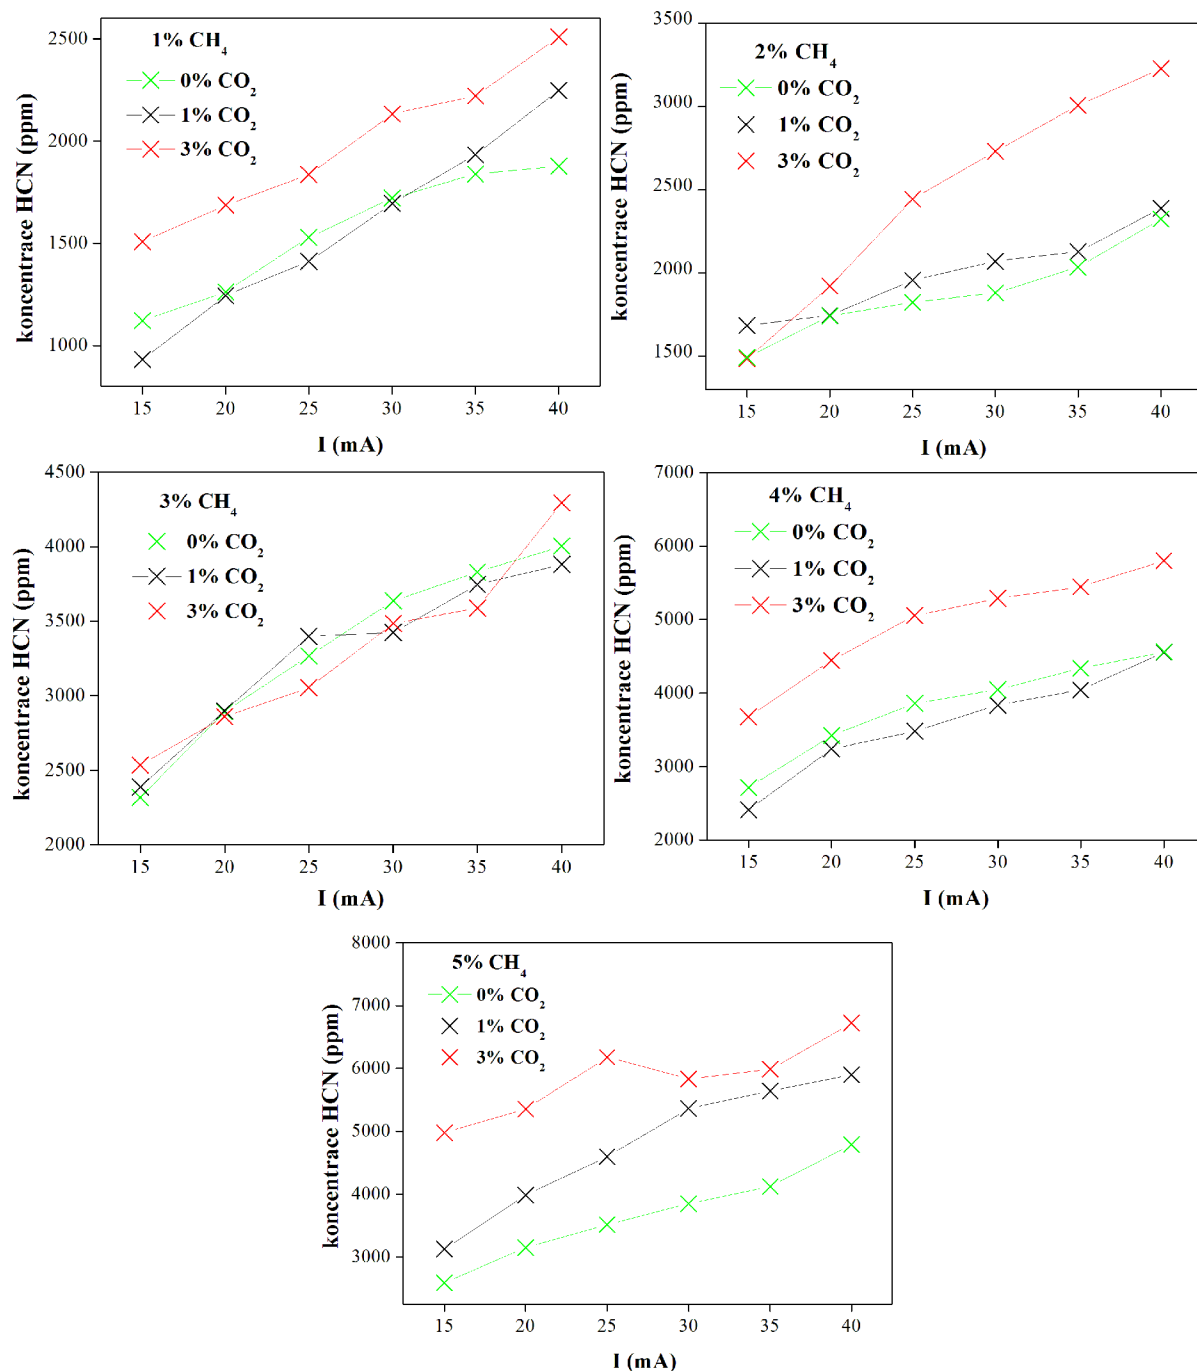 1% CH₄
0% CO₂
1% CO₂
3% CO₂
koncentrace HCN (ppm)
2500
2000
1500
1000
15 20 25 30 35 40
I (mA)
2% CH₄
0% CO₂
1% CO₂
3% CO₂
koncentrace HCN (ppm)
3500
3000
2500
2000
1500
15 20 25 30 35 40
I (mA)
3% CH₄
0% CO₂
1% CO₂
3% CO₂
koncentrace HCN (ppm)
4500
4000
3500
3000
2500
2000
15 20 25 30 35 40
I (mA)
4% CH₄
0% CO₂
1% CO₂
3% CO₂
koncentrace HCN (ppm)
7000
6000
5000
4000
3000
2000
15 20 25 30 35 40
I (mA)
5% CH₄
0% CO₂
1% CO₂
3% CO₂
koncentrace HCN (ppm)
8000
7000
6000
5000
4000
3000
15 20 25 30 35 40
I (mA)